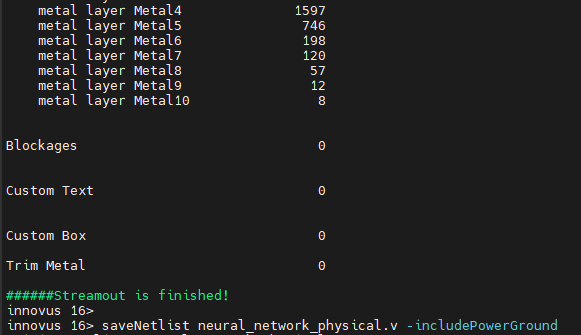 metal layer Metal4 1597
metal layer Metal5 746
metal layer Metal6 198
metal layer Metal7 120
metal layer Metal8 57
metal layer Metal9 12
metal layer Metal10 8
Blockages 0
Custom Text 0
Custom Box 0
Trim Metal 0
######Streamout is finished!
innovus 16>
innovus 16> saveNetlist neural_network_physical.v -includePowerGround